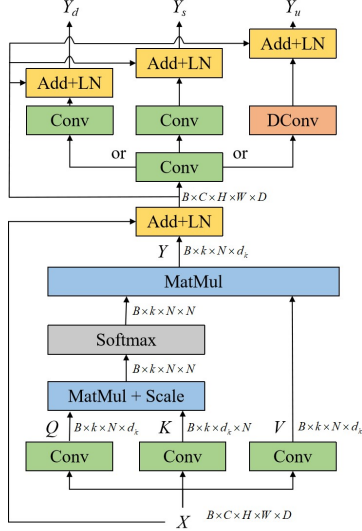 Y_d Y_s Y_u
Add+LN
Add+LN
Add+LN
Conv Conv DConv
or or
Conv
B×C×H×W×D
Add+LN
Y B×k×N×d_k
MatMul
B×k×N×N
Softmax
B×k×N×N
MatMul + Scale
Q B×k×N×d_k K B×k×d_k×N V B×k×N×d_k
Conv Conv Conv
X B×C×H×W×D